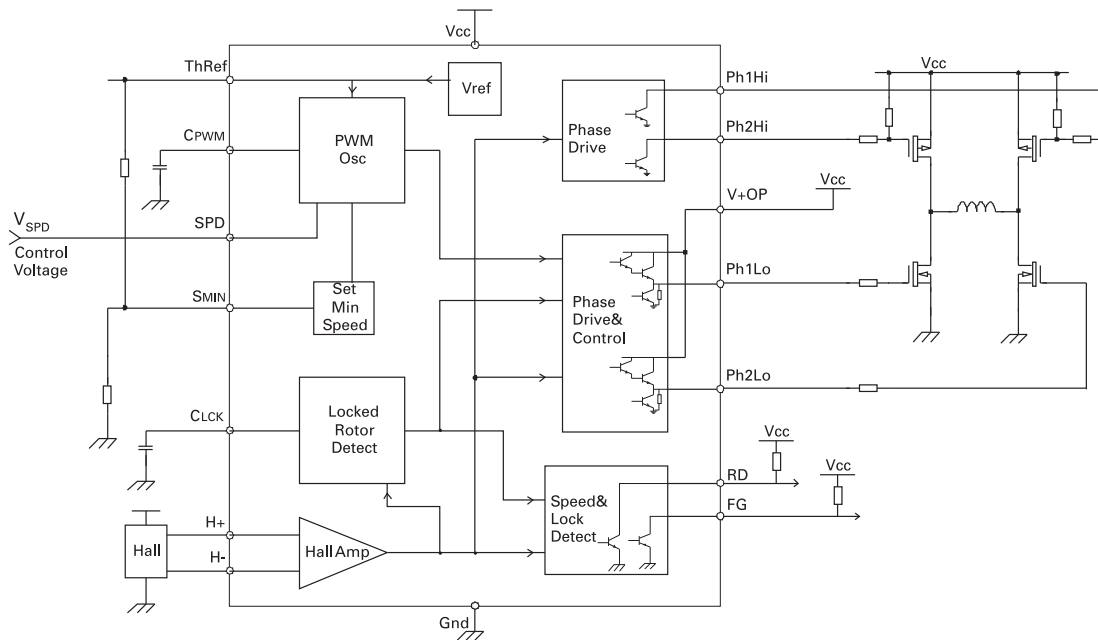 Vcc
ThRef
Vref
Ph1Hi
Vcc
CPWM
PWM
Osc
Phase
Drive
Ph2Hi
V+OP
Vcc
VSPD
Control
Voltage
SPD
SMIN
Set
Min
Speed
Phase
Drive&
Control
Ph1Lo
Ph2Lo
CLCK
Locked
Rotor
Detect
Vcc
Vcc
RD
FG
Speed&
Lock
Detect
Hall
H+
H-
Hall Amp
Gnd